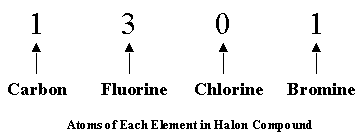 1 3 0 1
Carbon Fluorine Chlorine Bromine
Atoms of Each Element in Halon Compound